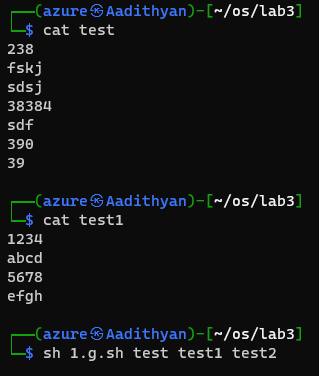 ┌──(azure㉿Aadithyan)-[~/os/lab3]
└─$ cat test
238
fskj
sdsj
38384
sdf
390
39
┌──(azure㉿Aadithyan)-[~/os/lab3]
└─$ cat test1
1234
abcd
5678
efgh
┌──(azure㉿Aadithyan)-[~/os/lab3]
└─$ sh 1.g.sh test test1 test2